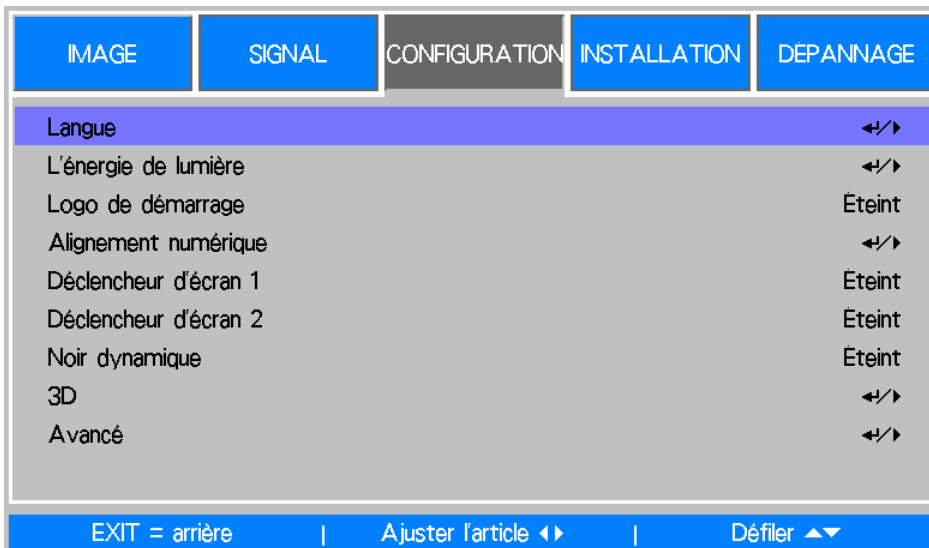 IMAGE SIGNAL CONFIGURATION INSTALLATION DÉPANNAGE
Langue ↵/▶
L'énergie de lumière ↵/▶
Logo de démarrage Éteint
Alignement numérique ↵/▶
Déclencheur d'écran 1 Éteint
Déclencheur d'écran 2 Éteint
Noir dynamique Éteint
3D ↵/▶
Avancé ↵/▶
EXIT = arrière | Ajuster l'article ◀▶ | Défiler ▲▼